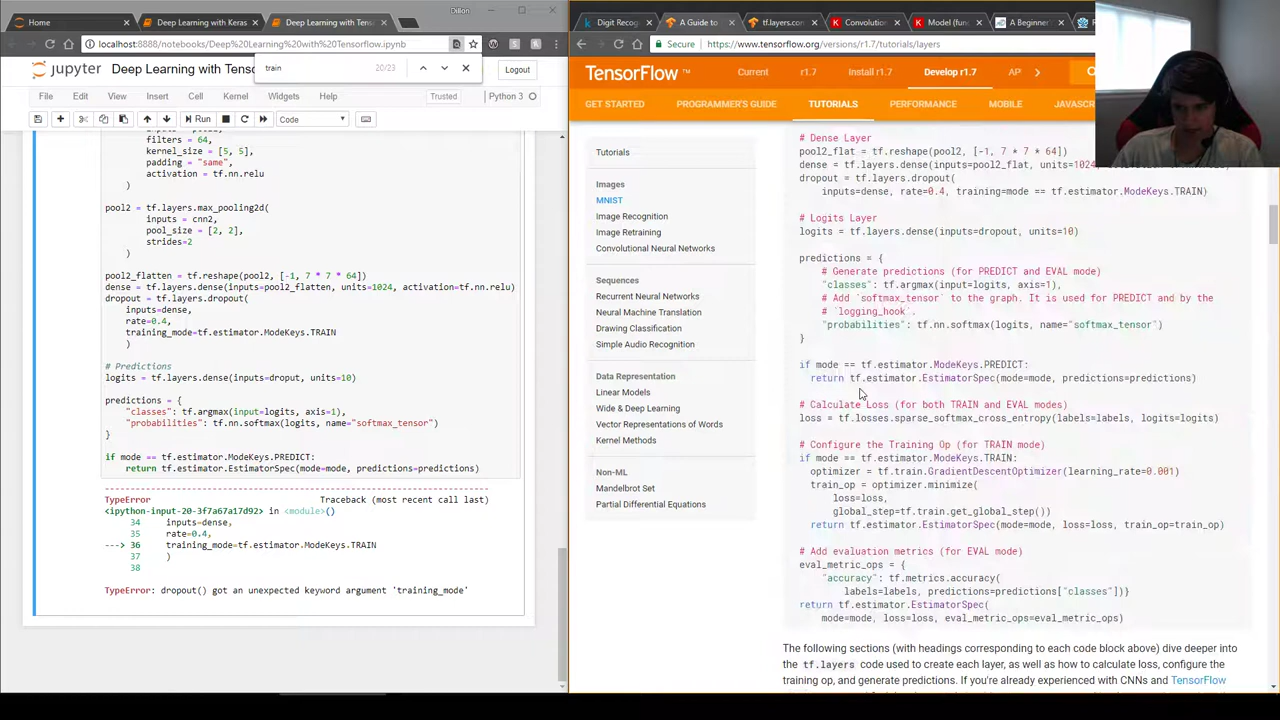 Home
Deep Learning with Keras
Deep Learning with Tens
Dillon
localhost:8888/notebooks/Deep%20Learning%20with%20Tensorflow.ipynb
train
20/23
jupyter
Deep Learning with Tenso
Logout
File
Edit
View
Insert
Cell
Kernel
Widgets
Help
Trusted
Python 3
Run
Code
filters = 64,
kernel_size = [5, 5],
padding = "same",
activation = tf.nn.relu
)
pool2 = tf.layers.max_pooling2d(
inputs = cnn2,
pool_size = [2, 2],
strides=2
)
pool2_flatten = tf.reshape(pool2, [-1, 7 * 7 * 64])
dense = tf.layers.dense(inputs=pool2_flatten, units=1024, activation=tf.nn.relu)
dropout = tf.layers.dropout(
inputs=dense,
rate=0.4,
training_mode=tf.estimator.ModeKeys.TRAIN
)
# Predictions
logits = tf.layers.dense(inputs=droput, units=10)
predictions = {
"classes": tf.argmax(input=logits, axis=1),
"probabilities": tf.nn.softmax(logits, name="softmax_tensor")
}
if mode == tf.estimator.ModeKeys.PREDICT:
return tf.estimator.EstimatorSpec(mode=mode, predictions=predictions)
TypeError Traceback (most recent call last)
<ipython-input-20-3f7a67a17d92> in <module>()
34 inputs=dense,
35 rate=0.4,
---> 36 training_mode=tf.estimator.ModeKeys.TRAIN
37 )
38
TypeError: dropout() got an unexpected keyword argument 'training_mode'
Digit Recog
A Guide to
tf.layers.con
Convolution
Model (func
A Beginner'
Secure
https://www.tensorflow.org/versions/r1.7/tutorials/layers
TensorFlow™
Current
r1.7
Install r1.7
Develop r1.7
AP
GET STARTED
PROGRAMMER'S GUIDE
TUTORIALS
PERFORMANCE
MOBILE
JAVASCR
Tutorials
Images
MNIST
Image Recognition
Image Retraining
Convolutional Neural Networks
Sequences
Recurrent Neural Networks
Neural Machine Translation
Drawing Classification
Simple Audio Recognition
Data Representation
Linear Models
Wide & Deep Learning
Vector Representations of Words
Kernel Methods
Non-ML
Mandelbrot Set
Partial Differential Equations
# Dense Layer
pool2_flat = tf.reshape(pool2, [-1, 7 * 7 * 64])
dense = tf.layers.dense(inputs=pool2_flat, units=1024,
dropout = tf.layers.dropout(
inputs=dense, rate=0.4, training=mode == tf.estimator.ModeKeys.TRAIN)
# Logits Layer
logits = tf.layers.dense(inputs=dropout, units=10)
predictions = {
# Generate predictions (for PREDICT and EVAL mode)
"classes": tf.argmax(input=logits, axis=1),
# Add `softmax_tensor` to the graph. It is used for PREDICT and by the
# `logging_hook`.
"probabilities": tf.nn.softmax(logits, name="softmax_tensor")
}
if mode == tf.estimator.ModeKeys.PREDICT:
return tf.estimator.EstimatorSpec(mode=mode, predictions=predictions)
# Calculate Loss (for both TRAIN and EVAL modes)
loss = tf.losses.sparse_softmax_cross_entropy(labels=labels, logits=logits)
# Configure the Training Op (for TRAIN mode)
if mode == tf.estimator.ModeKeys.TRAIN:
optimizer = tf.train.GradientDescentOptimizer(learning_rate=0.001)
train_op = optimizer.minimize(
loss=loss,
global_step=tf.train.get_global_step())
return tf.estimator.EstimatorSpec(mode=mode, loss=loss, train_op=train_op)
# Add evaluation metrics (for EVAL mode)
eval_metric_ops = {
"accuracy": tf.metrics.accuracy(
labels=labels, predictions=predictions["classes"])}
return tf.estimator.EstimatorSpec(
mode=mode, loss=loss, eval_metric_ops=eval_metric_ops)
The following sections (with headings corresponding to each code block above) dive deeper into
the tf.layers code used to create each layer, as well as how to calculate loss, configure the
training op, and generate predictions. If you're already experienced with CNNs and TensorFlow